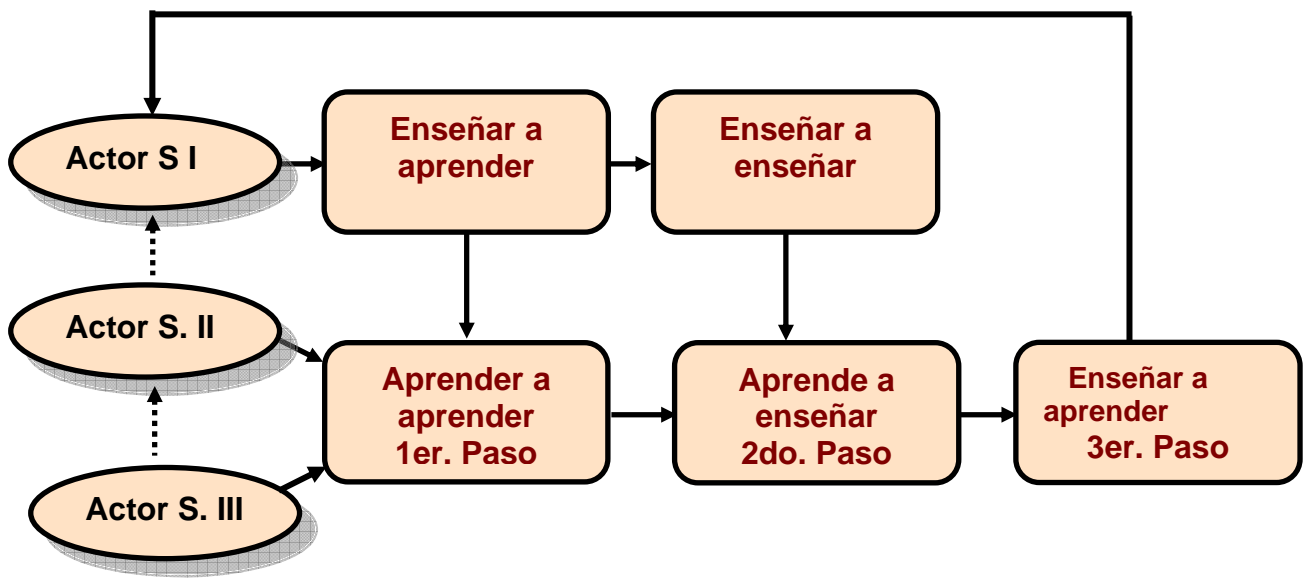 Actor S I
Enseñar a
aprender
Enseñar a
enseñar
Actor S. II
Aprender a
aprender
1er. Paso
Aprende a
enseñar
2do. Paso
Enseñar a
aprender
3er. Paso
Actor S. III